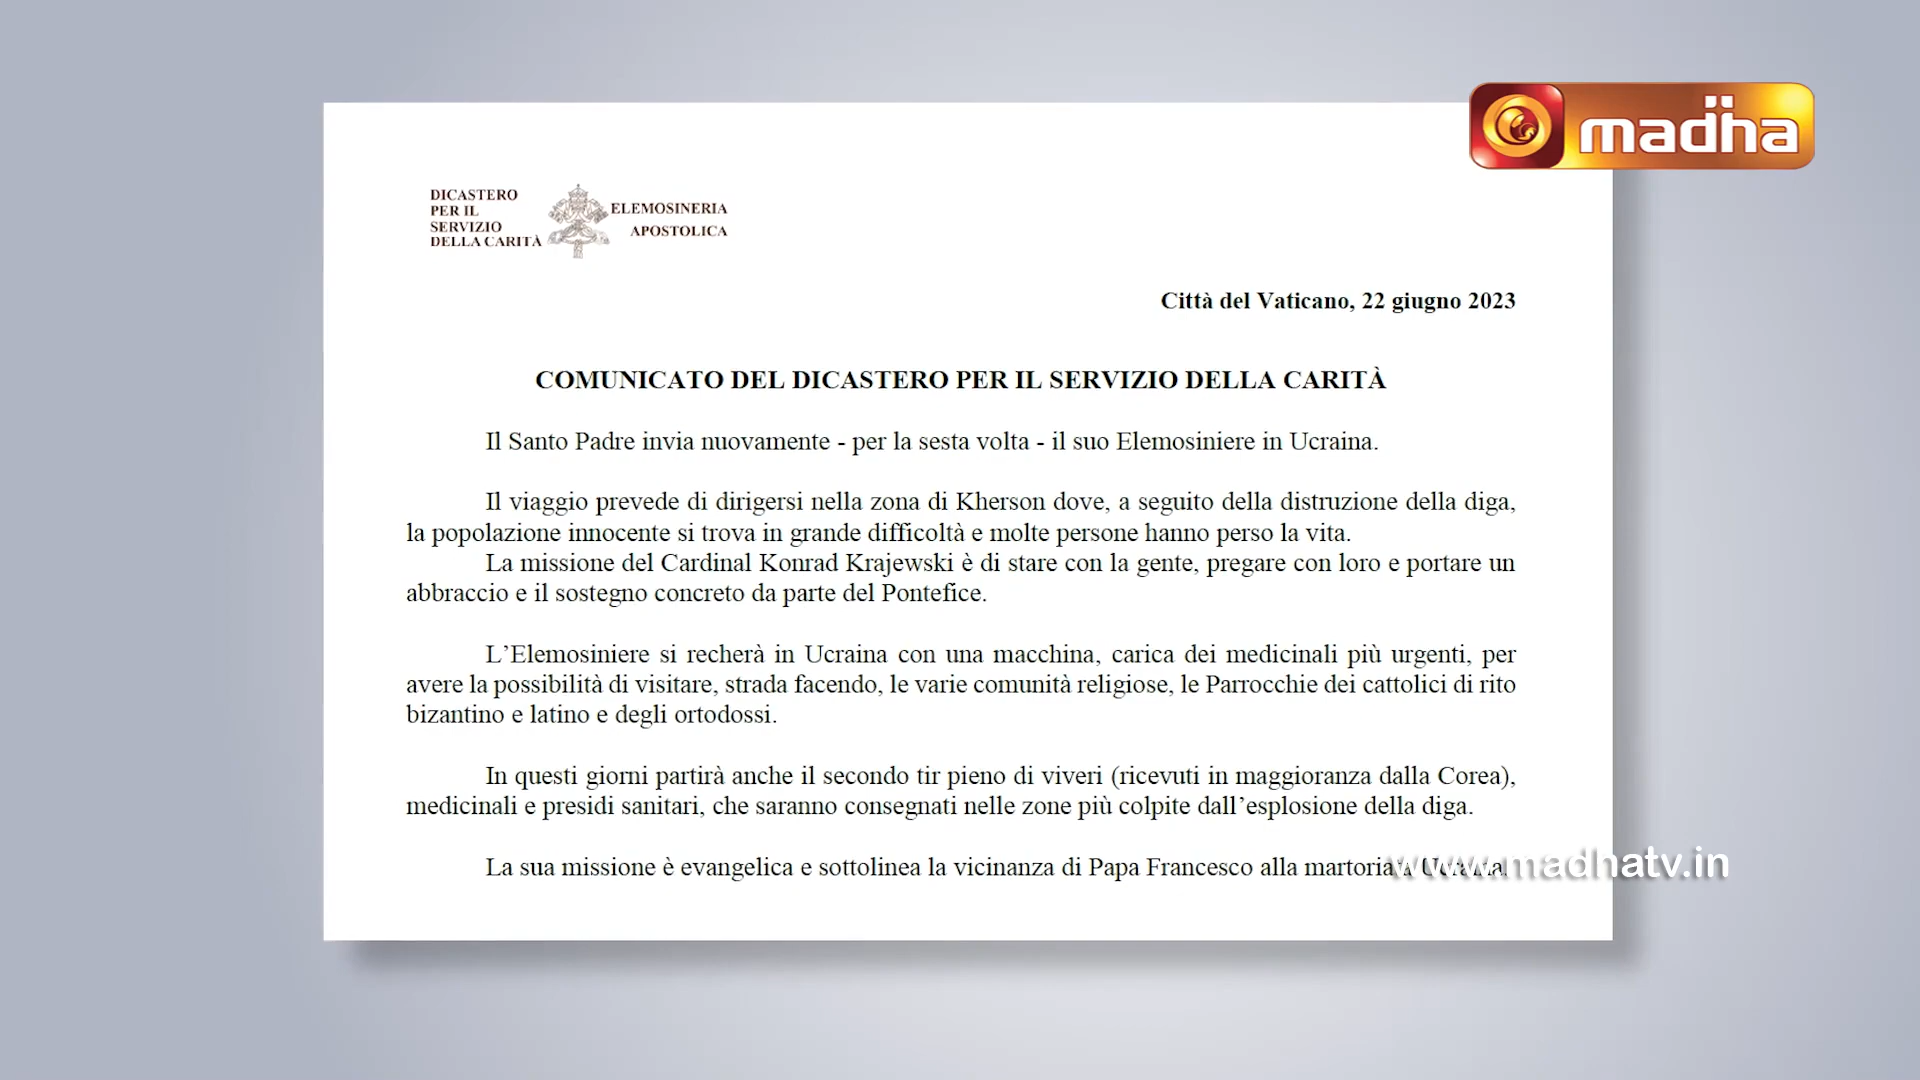 madha
DICASTERO
PER IL
SERVIZIO
DELLA CARITÀ
ELEMOSINERIA
APOSTOLICA
Città del Vaticano, 22 giugno 2023
COMUNICATO DEL DICASTERO PER IL SERVIZIO DELLA CARITÀ
Il Santo Padre invia nuovamente - per la sesta volta - il suo Elemosiniere in Ucraina.
Il viaggio prevede di dirigersi nella zona di Kherson dove, a seguito della distruzione della diga,
la popolazione innocente si trova in grande difficoltà e molte persone hanno perso la vita.
La missione del Cardinal Konrad Krajewski è di stare con la gente, pregare con loro e portare un
abbraccio e il sostegno concreto da parte del Pontefice.
L’Elemosiniere si recherà in Ucraina con una macchina, carica dei medicinali più urgenti, per
avere la possibilità di visitare, strada facendo, le varie comunità religiose, le Parrocchie dei cattolici di rito
bizantino e latino e degli ortodossi.
In questi giorni partirà anche il secondo tir pieno di viveri (ricevuti in maggioranza dalla Corea),
medicinali e presidi sanitari, che saranno consegnati nelle zone più colpite dall’esplosione della diga.
La sua missione è evangelica e sottolinea la vicinanza di Papa Francesco alla martoriata Ucraina.
www.madhatv.in